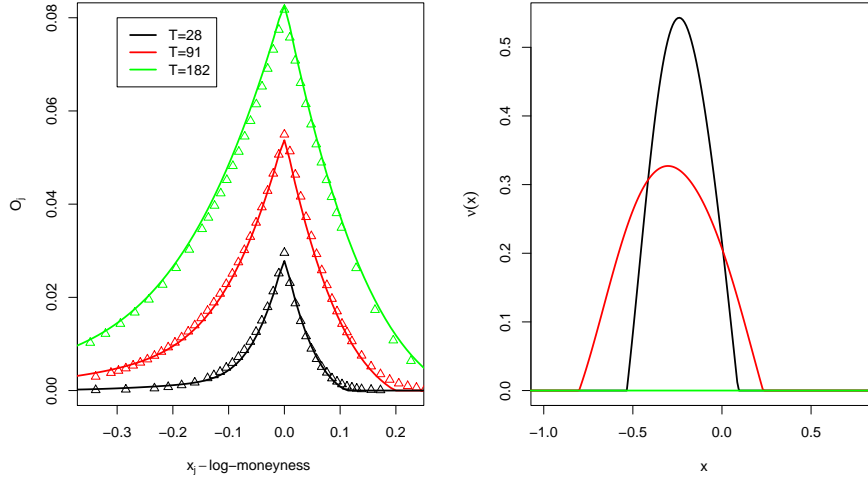 T=28
T=91
T=182
0.00 0.02 0.04 0.06 0.08
O_j
−0.3 −0.2 −0.1 0.0 0.1 0.2
x_j − log−moneyness
0.0 0.1 0.2 0.3 0.4 0.5
ν(x)
−1.0 −0.5 0.0 0.5
x